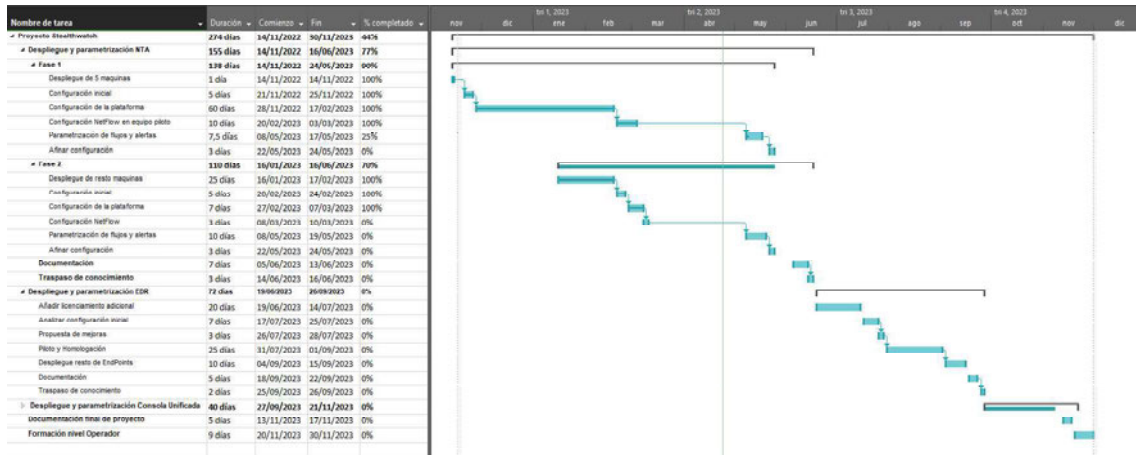 Nombre de tarea Duración Comienzo Fin % completado
tri 1, 2023 tri 2, 2023 tri 3, 2023 tri 4, 2023
nov dic ene feb mar abr may jun jul ago sep oct nov dic
Proyecto Stealthwatch 274 días 14/11/2022 30/11/2023 44%
Despliegue y parametrización NTA 155 días 14/11/2022 16/06/2023 77%
Fase 1 138 días 14/11/2022 24/05/2023
Despliegue de 5 maquinas 1 día 14/11/2022 14/11/2022 100%
Configuración inicial 5 días 21/11/2022 25/11/2022 100%
Configuración de la plataforma 60 días 28/11/2022 17/02/2023 100%
Configuración NetFlow en equipo piloto 10 días 20/02/2023 03/03/2023 100%
Parametrización de flujos y alertas 7,5 días 08/05/2023 17/05/2023 25%
Afinar configuración 3 días 22/05/2023 24/05/2023 0%
Fase 2 110 días 16/01/2023 16/06/2023 70%
Despliegue de resto maquinas 25 días 16/01/2023 17/02/2023 100%
Configuración inicial 5 días 20/02/2023 24/02/2023 100%
Configuración de la plataforma 7 días 27/02/2023 07/03/2023 100%
Configuración NetFlow 3 días 08/03/2023 10/03/2023 0%
Parametrización de flujos y alertas 10 días 08/05/2023 19/05/2023 0%
Afinar configuración 3 días 22/05/2023 24/05/2023 0%
Documentación 7 días 05/06/2023 13/06/2023 0%
Traspaso de conocimiento 3 días 14/06/2023 16/06/2023 0%
Despliegue y parametrización EDR 72 días 19/06/2023 26/09/2023 0%
Añadir licenciamiento adicional 20 días 19/06/2023 14/07/2023 0%
Analizar configuración inicial 7 días 17/07/2023 25/07/2023 0%
Propuesta de mejoras 3 días 26/07/2023 28/07/2023 0%
Piloto y Homologación 25 días 31/07/2023 01/09/2023 0%
Despliegue resto de EndPoints 10 días 04/09/2023 15/09/2023 0%
Documentación 5 días 18/09/2023 22/09/2023 0%
Traspaso de conocimiento 2 días 25/09/2023 26/09/2023 0%
Despliegue y parametrización Consola Unificada 40 días 27/09/2023 21/11/2023 0%
Documentación final de proyecto 5 días 13/11/2023 17/11/2023 0%
Formación nivel Operador 9 días 20/11/2023 30/11/2023 0%